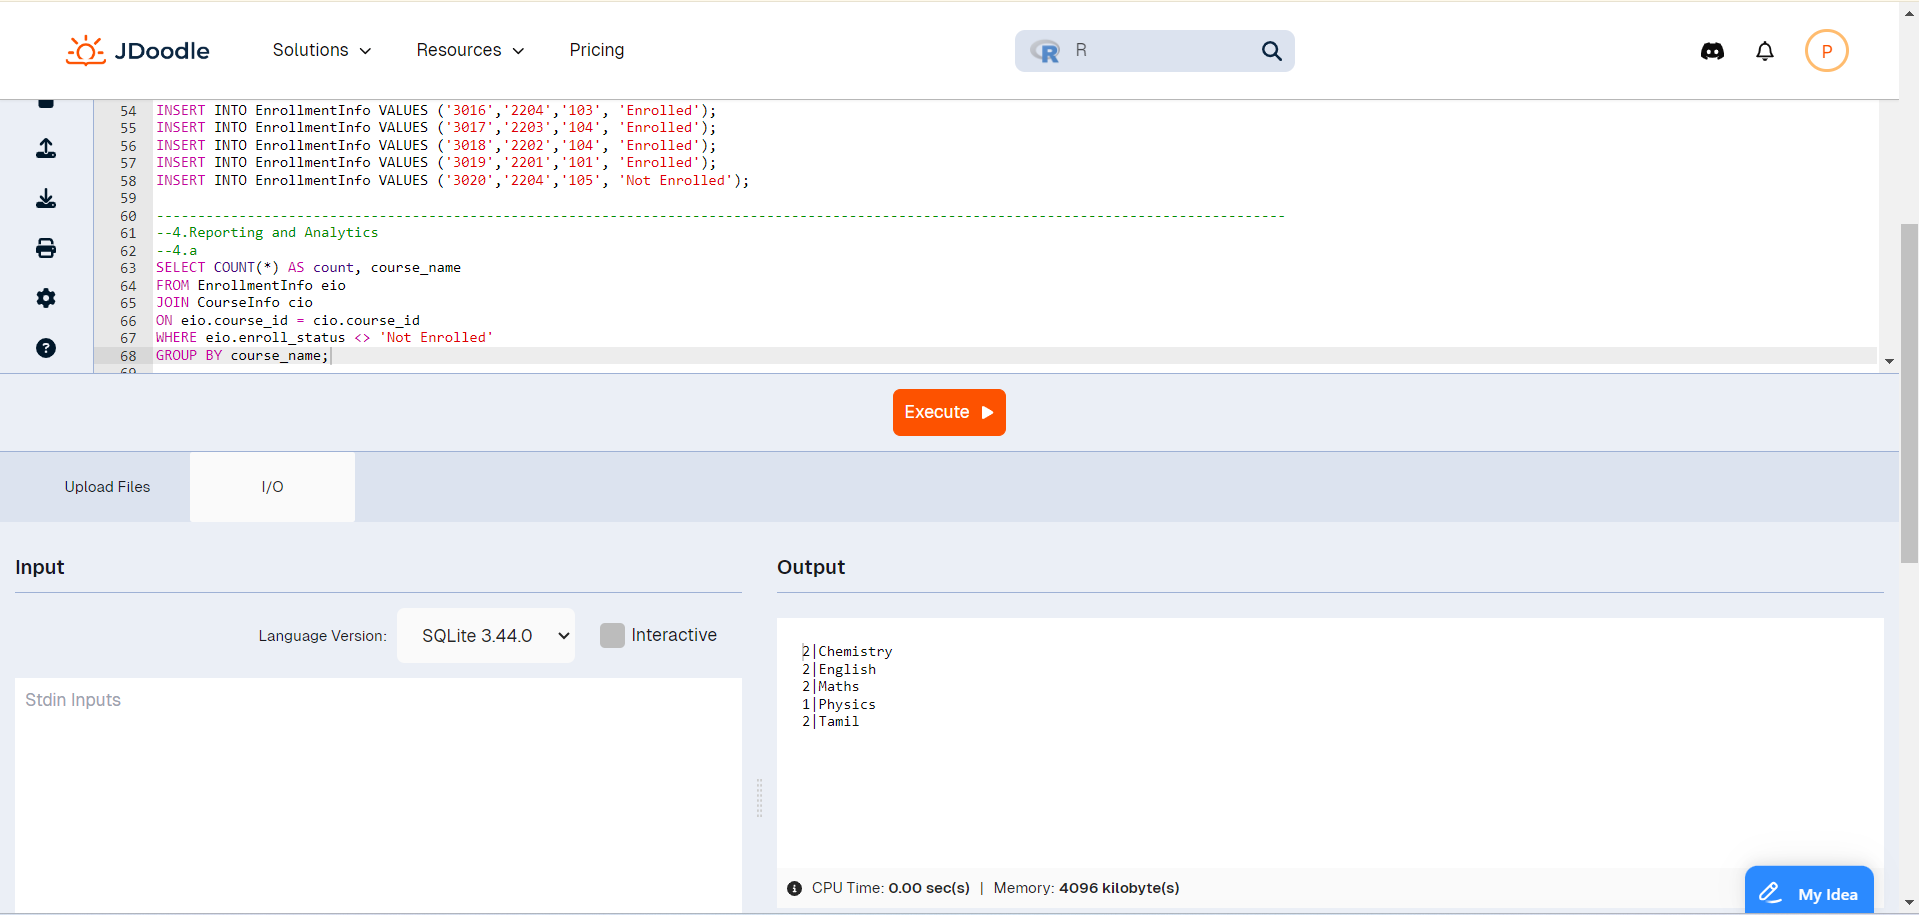 JDoodle Solutions Resources Pricing R P
54 INSERT INTO EnrollmentInfo VALUES ('3016','2204','103', 'Enrolled');
55 INSERT INTO EnrollmentInfo VALUES ('3017','2203','104', 'Enrolled');
56 INSERT INTO EnrollmentInfo VALUES ('3018','2202','104', 'Enrolled');
57 INSERT INTO EnrollmentInfo VALUES ('3019','2201','101', 'Enrolled');
58 INSERT INTO EnrollmentInfo VALUES ('3020','2204','105', 'Not Enrolled');
59
60 -----------------------------------------------------------------------------------------------------------------------------------------
61 --4.Reporting and Analytics
62 --4.a
63 SELECT COUNT(*) AS count, course_name
64 FROM EnrollmentInfo eio
65 JOIN CourseInfo cio
66 ON eio.course_id = cio.course_id
67 WHERE eio.enroll_status <> 'Not Enrolled'
68 GROUP BY course_name;
69
Execute
Upload Files I/O
Input Output
Language Version: SQLite 3.44.0 Interactive
Stdin Inputs
2|Chemistry
2|English
2|Maths
1|Physics
2|Tamil
CPU Time: 0.00 sec(s) | Memory: 4096 kilobyte(s)
My Idea